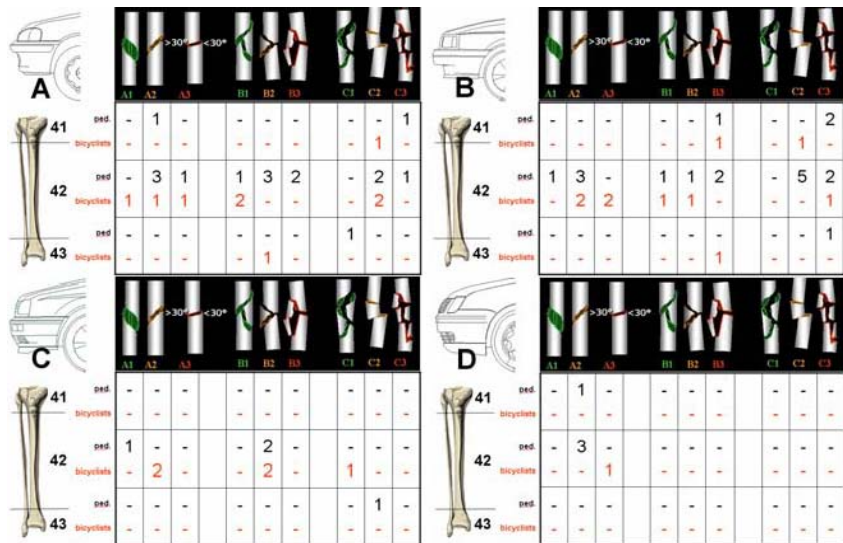 >30° <30°
A
A1 A2 A3 B1 B2 B3 C1 C2 C3
41
ped. - 1 - - - - - - 1
bicyclists - - - - - - - 1 -
42
ped. - 3 1 1 3 2 - 2 1
bicyclists 1 1 1 2 - - - 2 -
43
ped. - - - - - - 1 - -
bicyclists - - - - 1 - - - -
>30° <30°
B
A1 A2 A3 B1 B2 B3 C1 C2 C3
41
ped. - - - - - 1 - - 2
bicyclists - - - - - 1 - 1 -
42
ped. 1 3 - 1 1 2 - 5 2
bicyclists - 2 2 1 1 - - - 1
43
ped. - - - - - - - - 1
bicyclists - - - - - 1 - - -
>30° <30°
C
A1 A2 A3 B1 B2 B3 C1 C2 C3
41
ped. - - - - - - - - -
bicyclists - - - - - - - - -
42
ped. 1 - - - 2 - - - -
bicyclists - 2 - - 2 - 1 - -
43
ped. - - - - - - - 1 -
bicyclists - - - - - - - - -
>30° <30°
D
A1 A2 A3 B1 B2 B3 C1 C2 C3
41
ped. - 1 - - - - - - -
bicyclists - - - - - - - - -
42
ped. - 3 - - - - - - -
bicyclists - - 1 - - - - - -
43
ped. - - - - - - - - -
bicyclists - - - - - - - - -